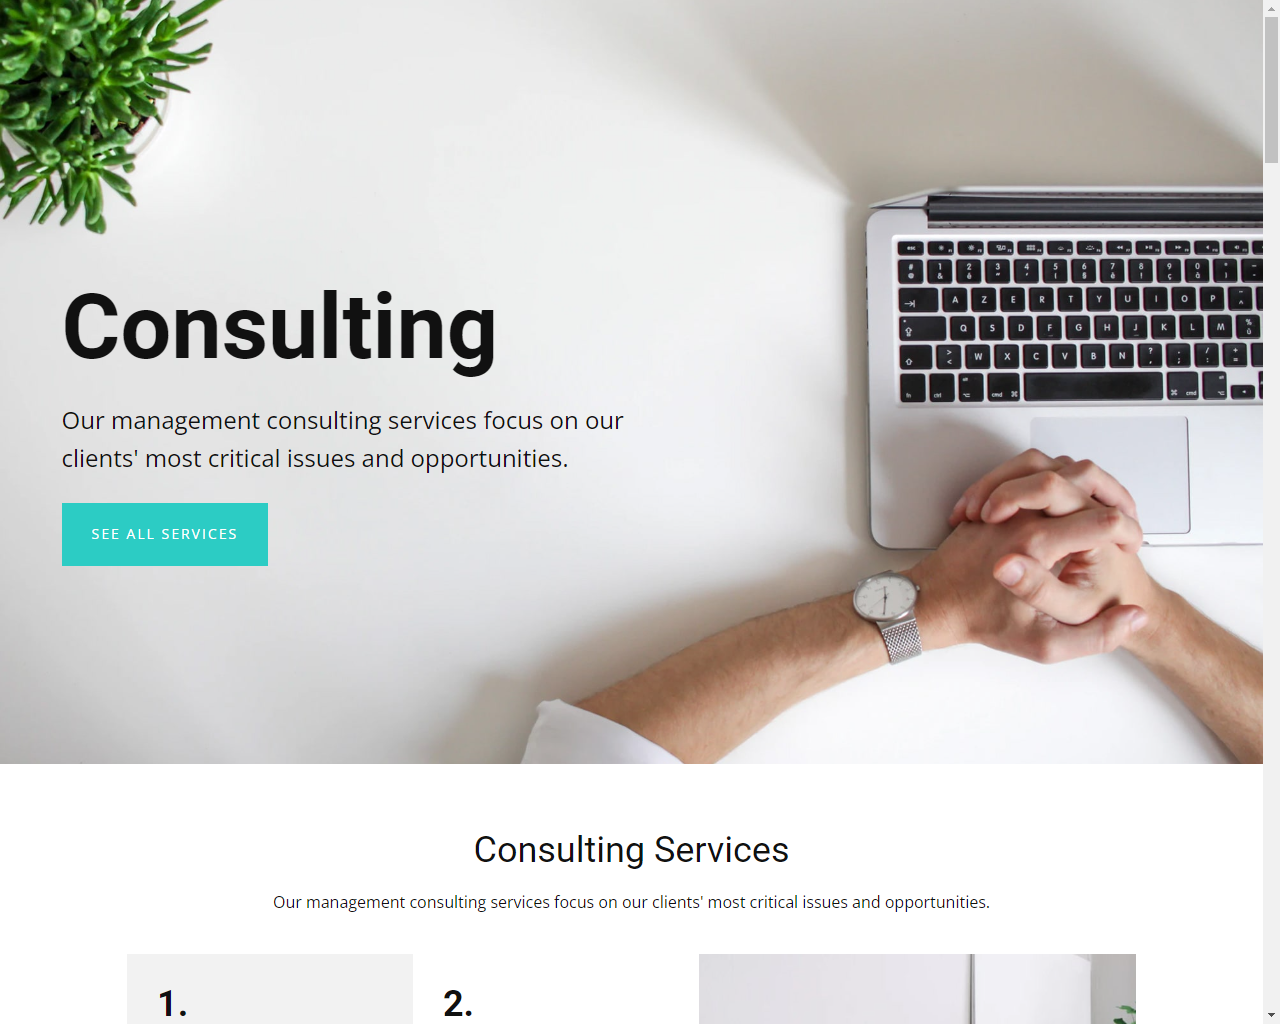 Consulting
Our management consulting services focus on our
clients' most critical issues and opportunities.
SEE ALL SERVICES
Consulting Services
Our management consulting services focus on our clients' most critical issues and opportunities.
1.
2.